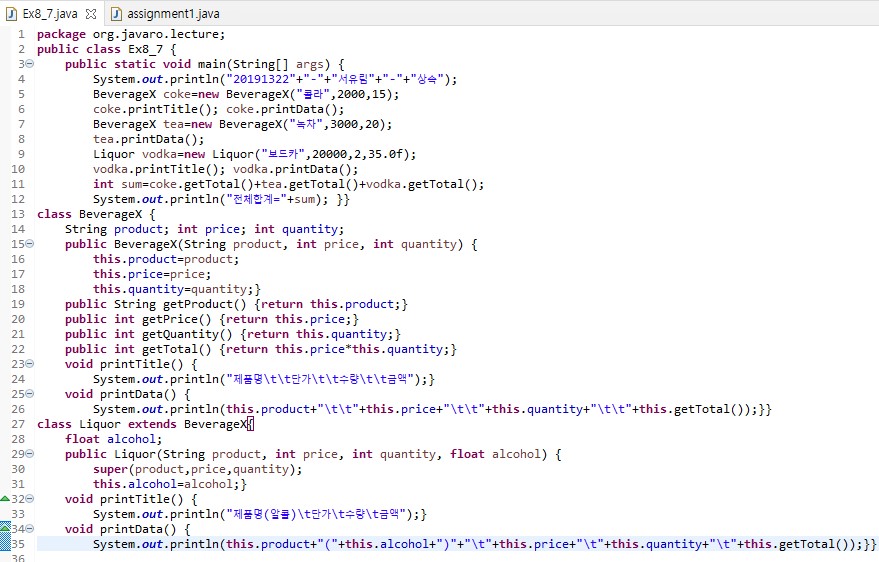 Ex8_7.java assignment1.java
1 package org.javaro.lecture;
2 public class Ex8_7 {
3 public static void main(String[] args) {
4 System.out.println("20191322"+"-"+"서유림"+"-"+"상속");
5 BeverageX coke=new BeverageX("콜라",2000,15);
6 coke.printTitle(); coke.printData();
7 BeverageX tea=new BeverageX("녹차",3000,20);
8 tea.printData();
9 Liquor vodka=new Liquor("보드카",20000,2,35.0f);
10 vodka.printTitle(); vodka.printData();
11 int sum=coke.getTotal()+tea.getTotal()+vodka.getTotal();
12 System.out.println("전체합계="+sum); }}
13 class BeverageX {
14 String product; int price; int quantity;
15 public BeverageX(String product, int price, int quantity) {
16 this.product=product;
17 this.price=price;
18 this.quantity=quantity;}
19 public String getProduct() {return this.product;}
20 public int getPrice() {return this.price;}
21 public int getQuantity() {return this.quantity;}
22 public int getTotal() {return this.price*this.quantity;}
23 void printTitle() {
24 System.out.println("제품명\t\t단가\t\t수량\t\t금액");}
25 void printData() {
26 System.out.println(this.product+"\t\t"+this.price+"\t\t"+this.quantity+"\t\t"+this.getTotal());}}
27 class Liquor extends BeverageX{
28 float alcohol;
29 public Liquor(String product, int price, int quantity, float alcohol) {
30 super(product,price,quantity);
31 this.alcohol=alcohol;}
32 void printTitle() {
33 System.out.println("제품명(알콜)\t단가\t수량\t금액");}
34 void printData() {
35 System.out.println(this.product+"("+this.alcohol+")"+"\t"+this.price+"\t"+this.quantity+"\t"+this.getTotal());}}
36